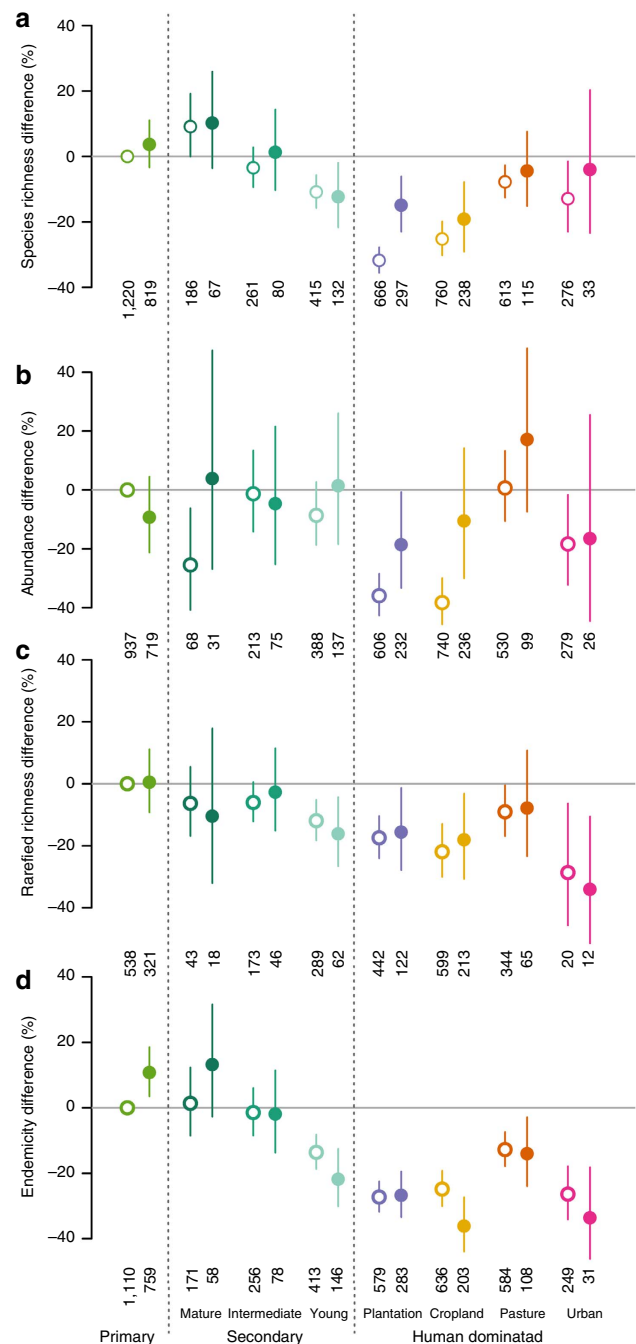 a
Species richness difference (%)
40
20
0
−20
−40
1,220 819 186 67 261 80 415 132 666 297 760 238 613 115 276 33
b
Abundance difference (%)
40
20
0
−20
−40
937 719 68 31 213 75 388 137 606 232 740 236 530 99 279 26
c
Rarefied richness difference (%)
40
20
0
−20
−40
538 321 43 18 173 46 289 62 442 122 599 213 344 65 20 12
d
Endemicity difference (%)
40
20
0
−20
−40
1,110 759 171 58 256 78 413 146 579 283 636 203 584 108 249 31
Mature Intermediate Young Plantation Cropland Pasture Urban
Primary Secondary Human dominatad